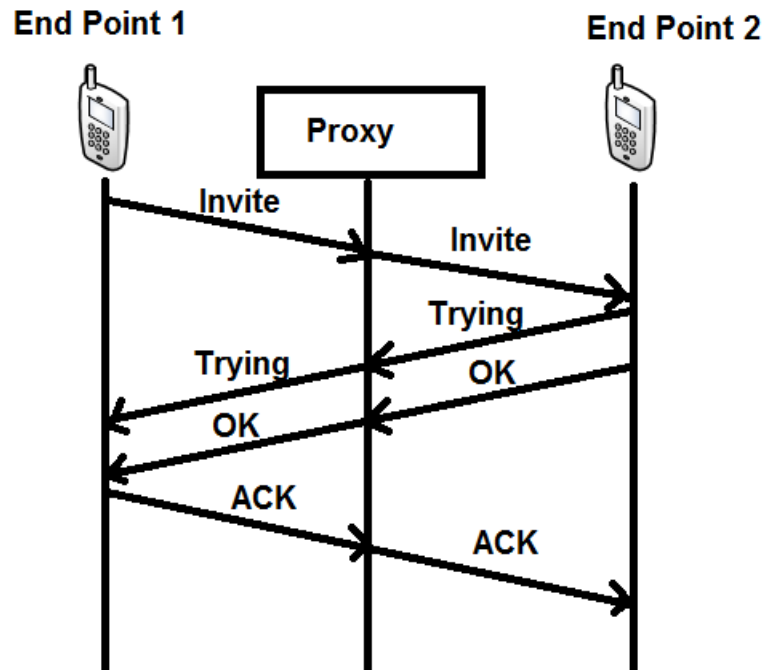 End Point 1
End Point 2
Proxy
Invite
Invite
Trying
Trying
OK
OK
ACK
ACK